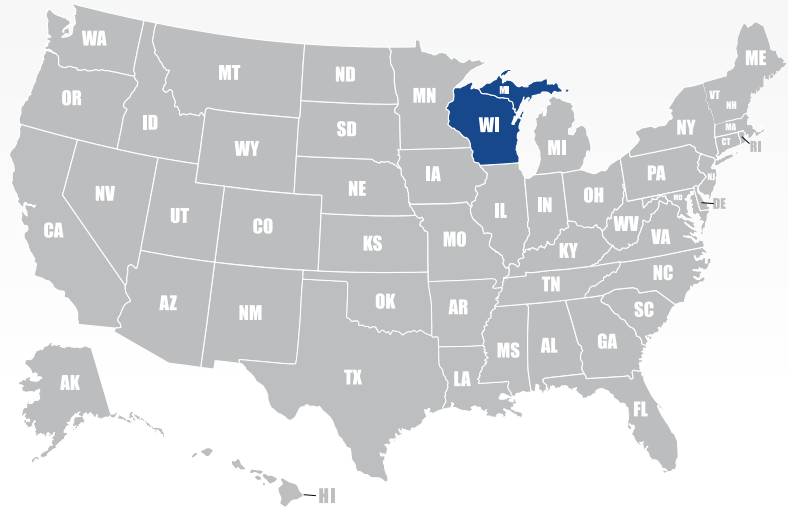 WA
MT
ND
MN
MI
ME
OR
ID
SD
WI
VT
NH
WY
MI
NY
MA
CT
RI
NV
NE
IA
PA
NJ
UT
CO
IL
IN
OH
MD
DE
CA
KS
MO
WV
VA
KY
NC
AZ
NM
OK
AR
TN
SC
MS
AL
GA
TX
LA
AK
FL
HI